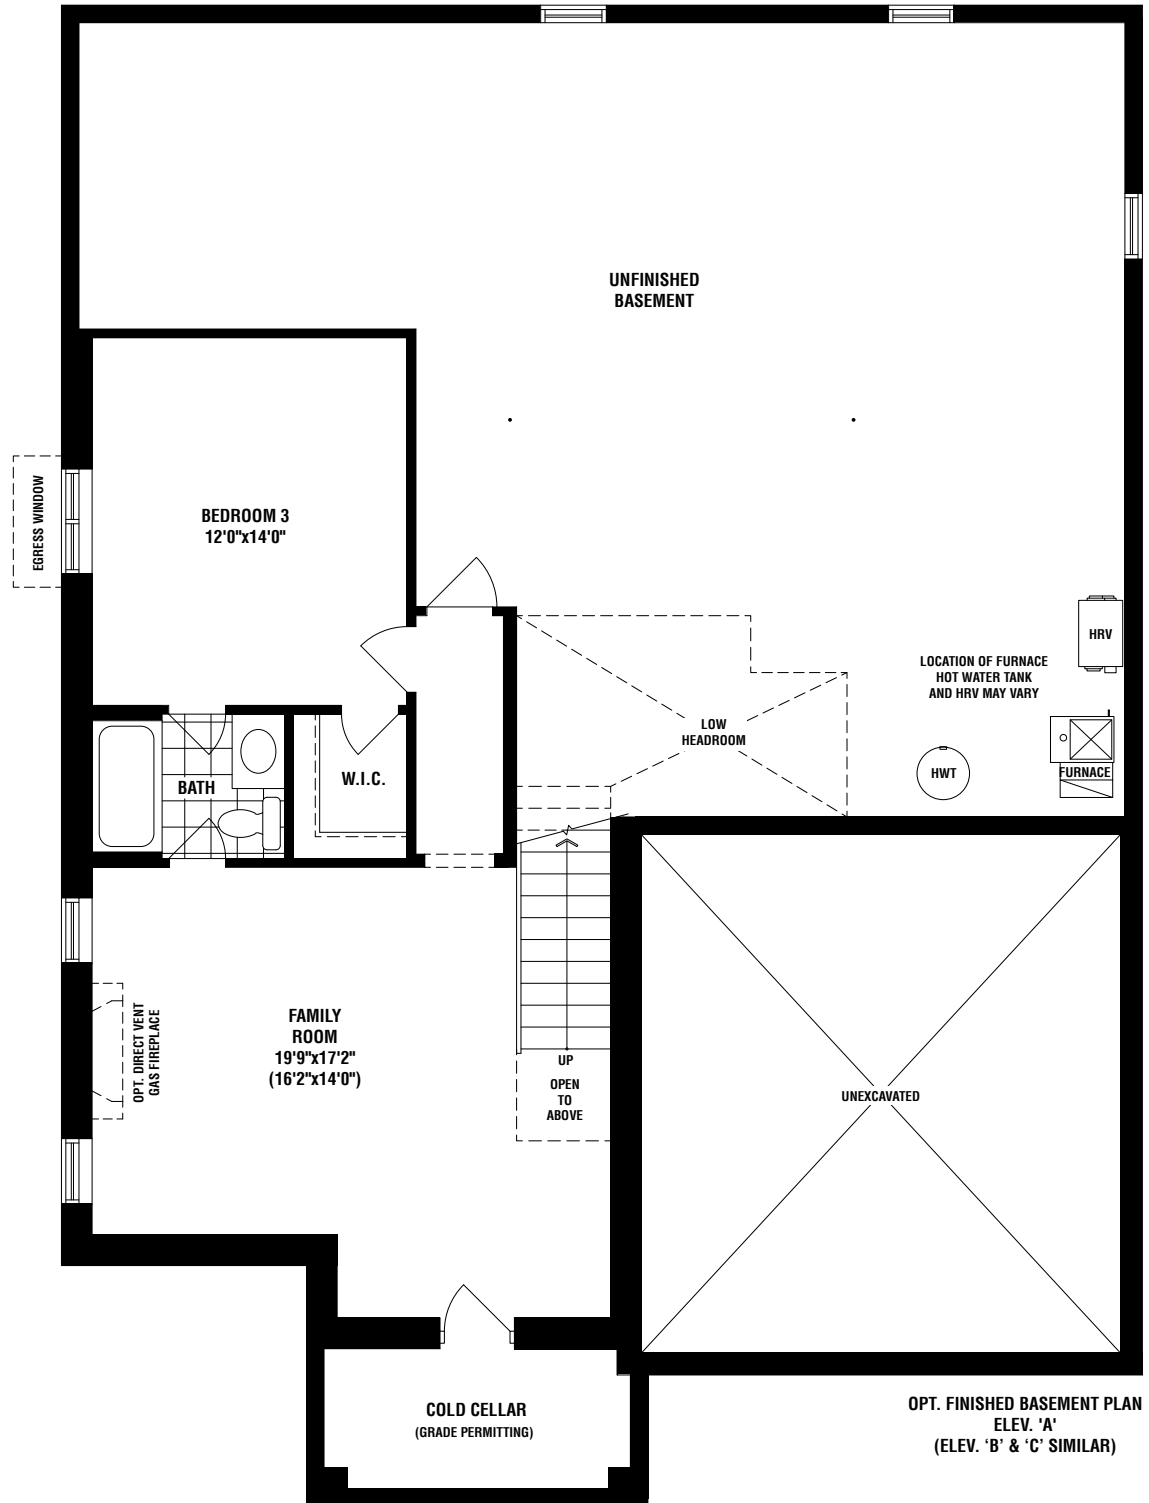 UNFINISHED
BASEMENT
EGRESS WINDOW
BEDROOM 3
12'0"x14'0"
HRV
LOCATION OF FURNACE
HOT WATER TANK
AND HRV MAY VARY
LOW
HEADROOM
HWT
FURNACE
BATH
W.I.C.
OPT. DIRECT VENT
GAS FIREPLACE
FAMILY
ROOM
19'9"x17'2"
(16'2"x14'0")
UP
OPEN
TO
ABOVE
UNEXCAVATED
COLD CELLAR
(GRADE PERMITTING)
OPT. FINISHED BASEMENT PLAN
ELEV. 'A'
(ELEV. ‘B’ & ‘C’ SIMILAR)